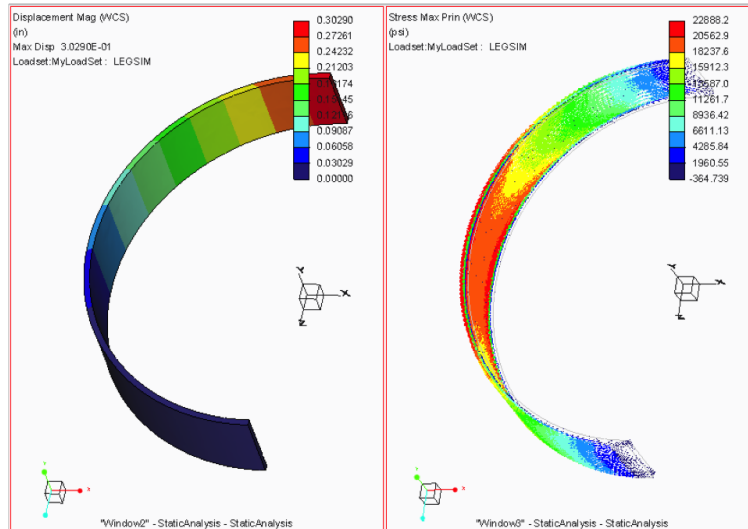 Displacement Mag (WCS)
(in)
Max Disp 3.0290E-01
Loadset:MyLoadSet : LEGSIM
0.30290
0.27261
0.24232
0.21203
0.09087
0.06058
0.03029
0.00000
Y
X
Z
X
"Window2" - StaticAnalysis - StaticAnalysis
Stress Max Prin (WCS)
(psi)
Loadset:MyLoadSet : LEGSIM
22888.2
20562.9
18237.6
15912.3
13587.0
11261.7
8936.42
6611.13
4285.84
1960.55
-364.739
Y
X
Z
X
"Window3" - StaticAnalysis - StaticAnalysis